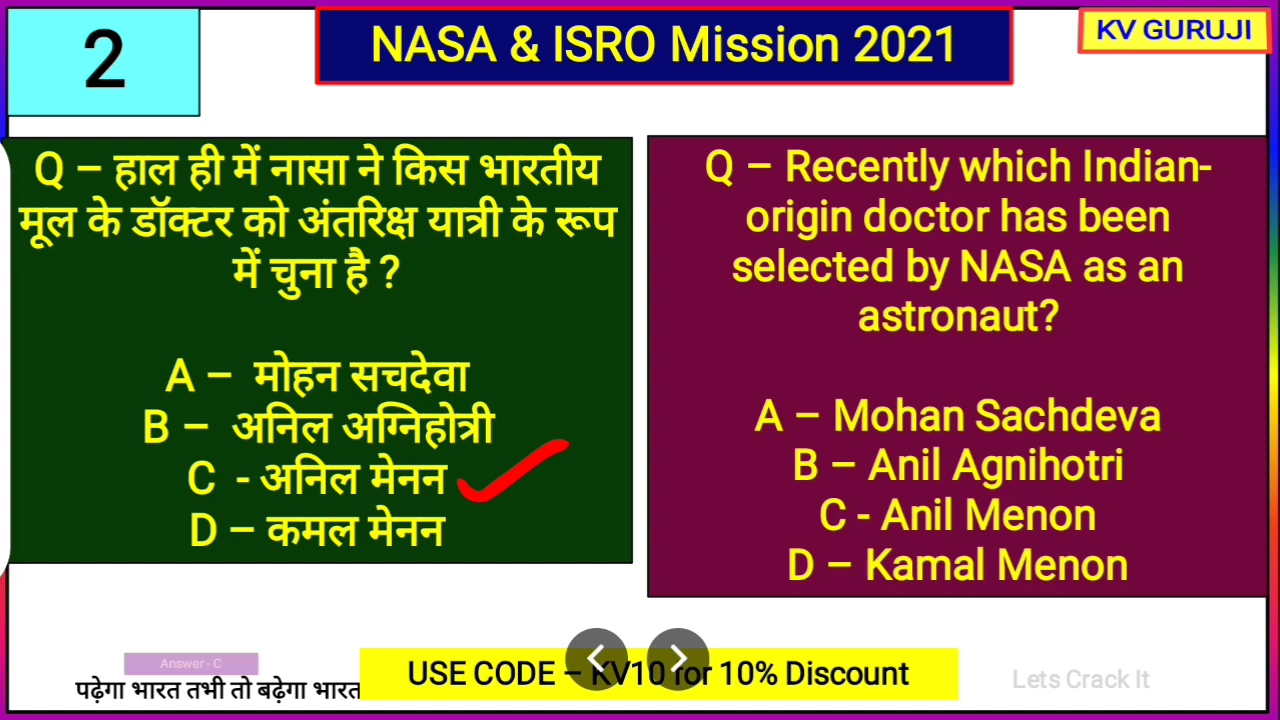 2
NASA & ISRO Mission 2021
KV GURUJI
Q – हाल ही में नासा ने किस भारतीय
मूल के डॉक्टर को अंतरिक्ष यात्री के रूप
में चुना है ?
A – मोहन सचदेवा
B – अनिल अग्निहोत्री
C - अनिल मेनन
D – कमल मेनन
Q – Recently which Indian-
origin doctor has been
selected by NASA as an
astronaut?
A – Mohan Sachdeva
B – Anil Agnihotri
C - Anil Menon
D – Kamal Menon
Answer - C
पढ़ेगा भारत तभी तो बढ़ेगा भारत
USE CODE – KV10 for 10% Discount
Lets Crack It